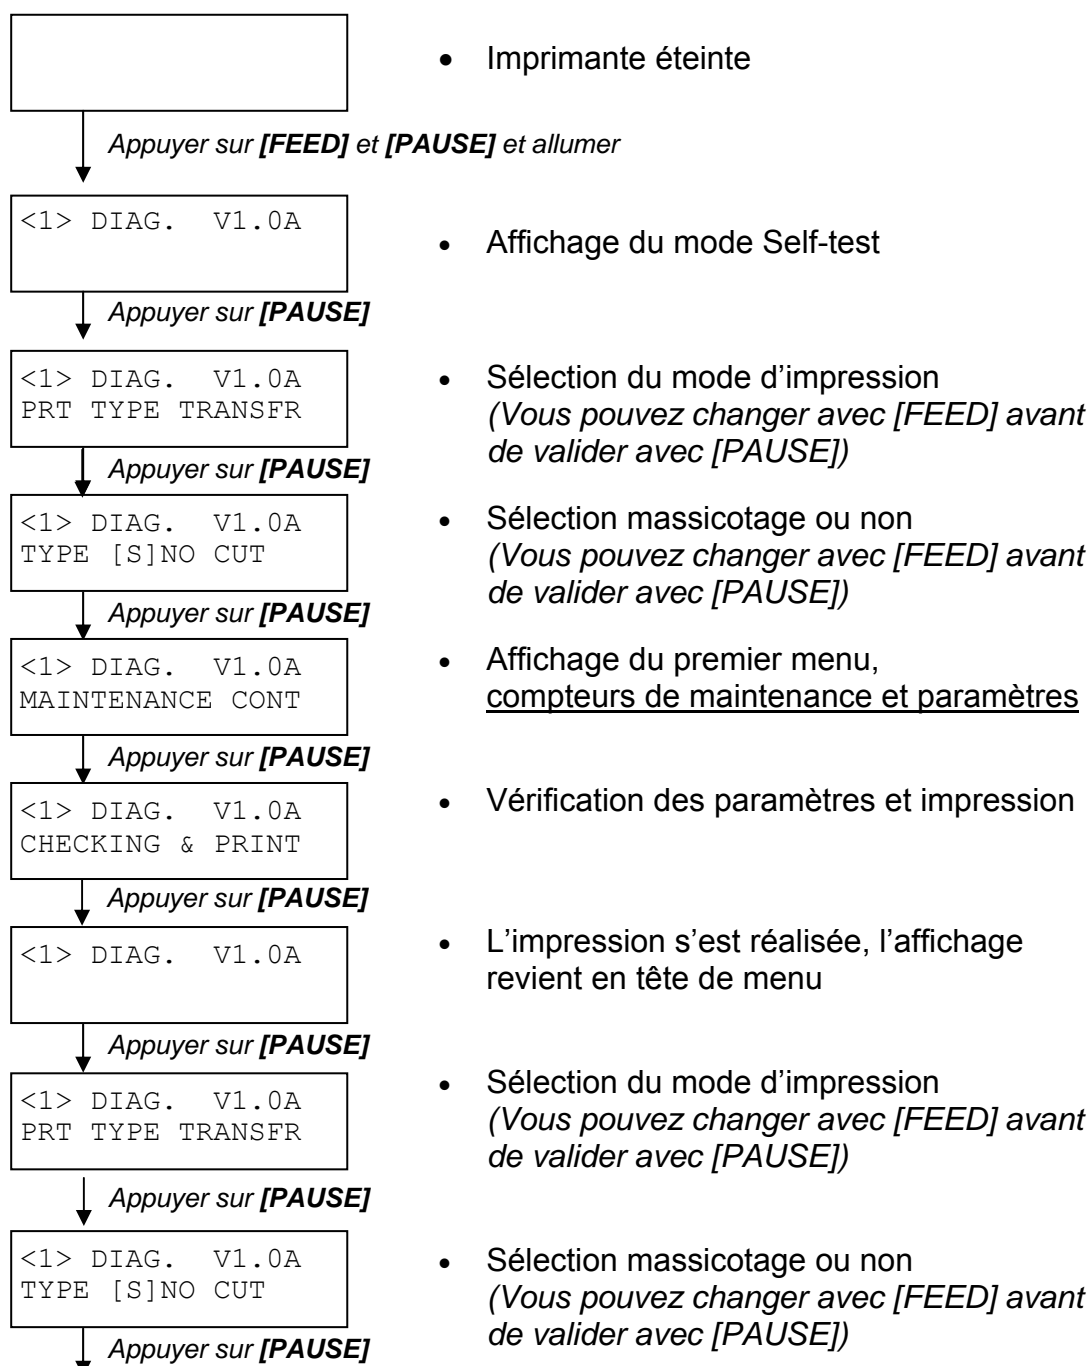 • Imprimante éteinte
Appuyer sur [FEED] et [PAUSE] et allumer
<1> DIAG. V1.0A
• Affichage du mode Self-test
Appuyer sur [PAUSE]
<1> DIAG. V1.0A
PRT TYPE TRANSFR
• Sélection du mode d’impression
(Vous pouvez changer avec [FEED] avant
de valider avec [PAUSE])
Appuyer sur [PAUSE]
<1> DIAG. V1.0A
TYPE [S]NO CUT
• Sélection massicotage ou non
(Vous pouvez changer avec [FEED] avant
de valider avec [PAUSE])
Appuyer sur [PAUSE]
<1> DIAG. V1.0A
MAINTENANCE CONT
• Affichage du premier menu,
compteurs de maintenance et paramètres
Appuyer sur [PAUSE]
<1> DIAG. V1.0A
CHECKING & PRINT
• Vérification des paramètres et impression
Appuyer sur [PAUSE]
<1> DIAG. V1.0A
• L’impression s’est réalisée, l’affichage
revient en tête de menu
Appuyer sur [PAUSE]
<1> DIAG. V1.0A
PRT TYPE TRANSFR
• Sélection du mode d’impression
(Vous pouvez changer avec [FEED] avant
de valider avec [PAUSE])
Appuyer sur [PAUSE]
<1> DIAG. V1.0A
TYPE [S]NO CUT
• Sélection massicotage ou non
(Vous pouvez changer avec [FEED] avant
de valider avec [PAUSE])
Appuyer sur [PAUSE]